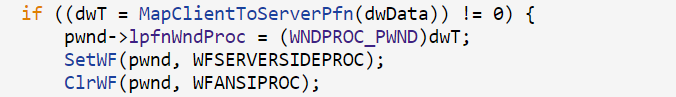 if ((dwT = MapClientToServerPfn(dwData)) != 0) {
    pwnd->lpfnWndProc = (WNDPROC_PWND)dwT;
    SetWF(pwnd, WFSERVERSIDEPROC);
    ClrWF(pwnd, WFANSIPROC);